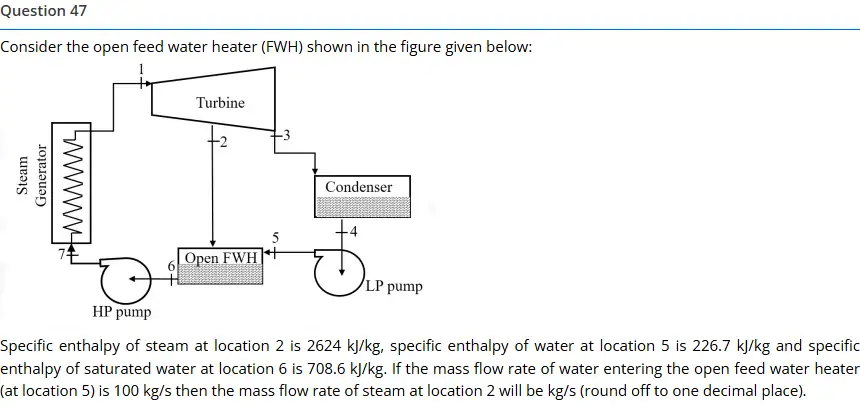 Question 47
Consider the open feed water heater (FWH) shown in the figure given below:
1
Turbine
2
3
Steam
Generator
Condenser
4
5
Open FWH
6
7
LP pump
HP pump
Specific enthalpy of steam at location 2 is 2624 kJ/kg, specific enthalpy of water at location 5 is 226.7 kJ/kg and specific
enthalpy of saturated water at location 6 is 708.6 kJ/kg. If the mass flow rate of water entering the open feed water heater
(at location 5) is 100 kg/s then the mass flow rate of steam at location 2 will be kg/s (round off to one decimal place).